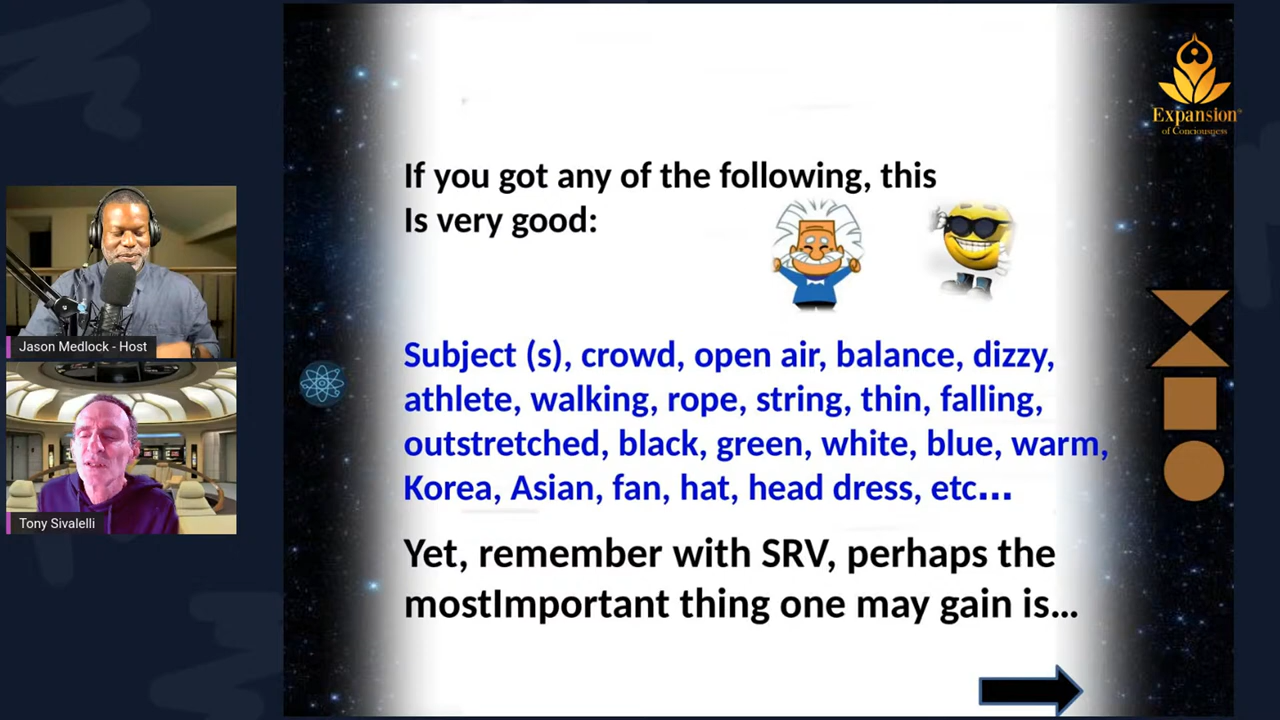 Expansion
of Conciousness
If you got any of the following, this
Is very good:
Subject (s), crowd, open air, balance, dizzy,
athlete, walking, rope, string, thin, falling,
outstretched, black, green, white, blue, warm,
Korea, Asian, fan, hat, head dress, etc...
Yet, remember with SRV, perhaps the
mostImportant thing one may gain is...
Jason Medlock - Host
Tony Sivalelli